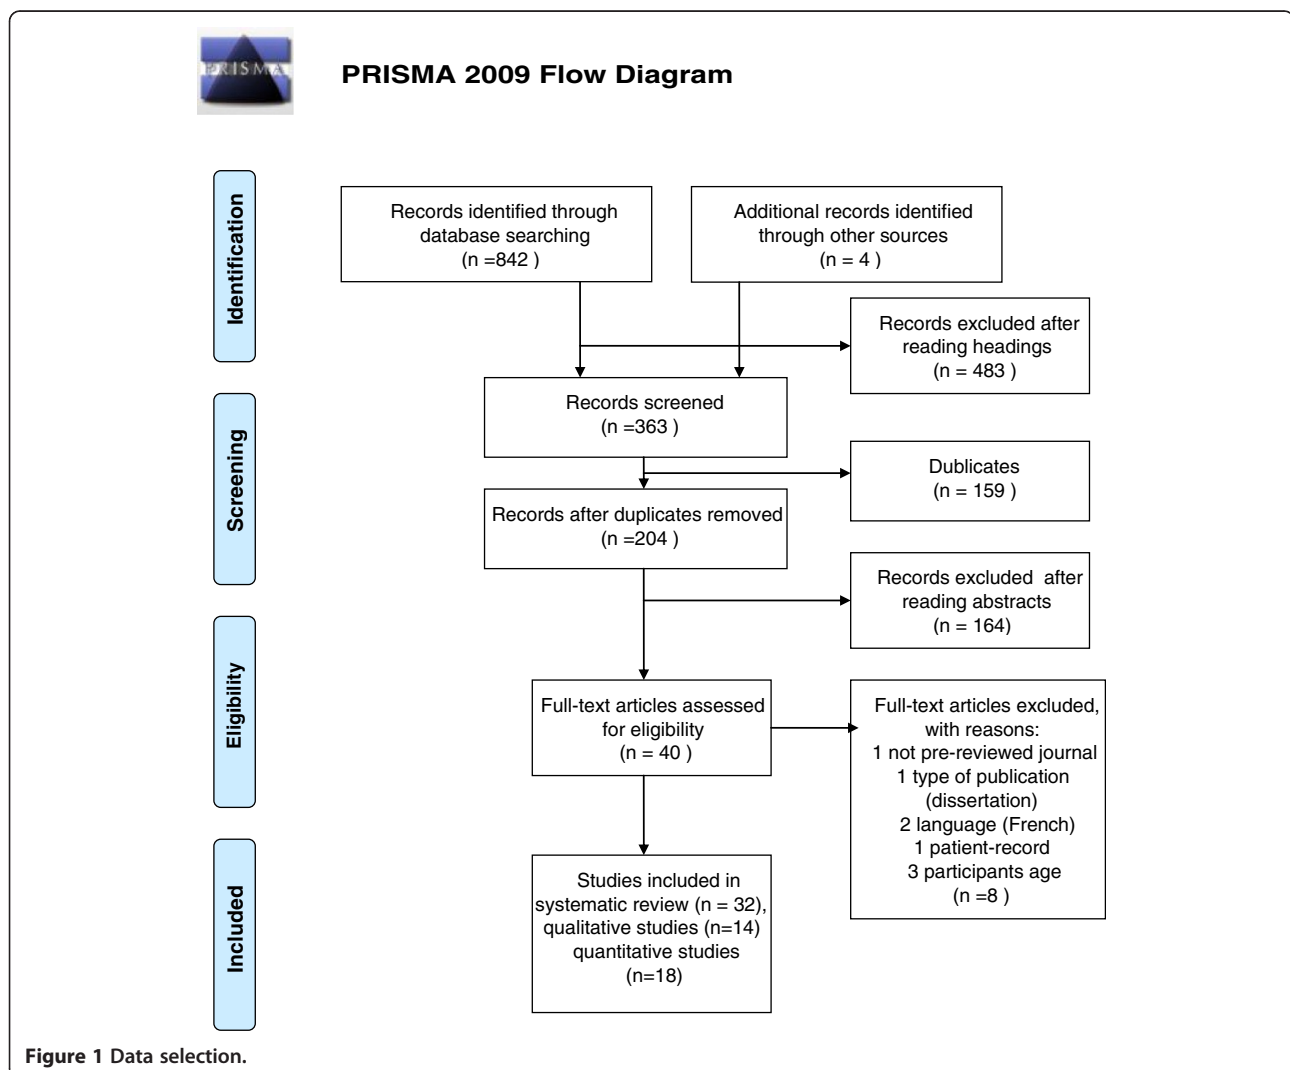 PRISMA
PRISMA 2009 Flow Diagram
Identification
Records identified through
database searching
(n =842 )
Additional records identified
through other sources
(n = 4 )
Records excluded after
reading headings
(n = 483 )
Screening
Records screened
(n =363 )
Dublicates
(n = 159 )
Records after duplicates removed
(n =204 )
Records excluded after
reading abstracts
(n = 164)
Eligibility
Full-text articles assessed
for eligibility
(n = 40 )
Full-text articles excluded,
with reasons:
1 not pre-reviewed journal
1 type of publication
(dissertation)
2 language (French)
1 patient-record
3 participants age
(n =8 )
Included
Studies included in
systematic review (n = 32),
qualitative studies (n=14)
quantitative studies
(n=18)
Figure 1 Data selection.